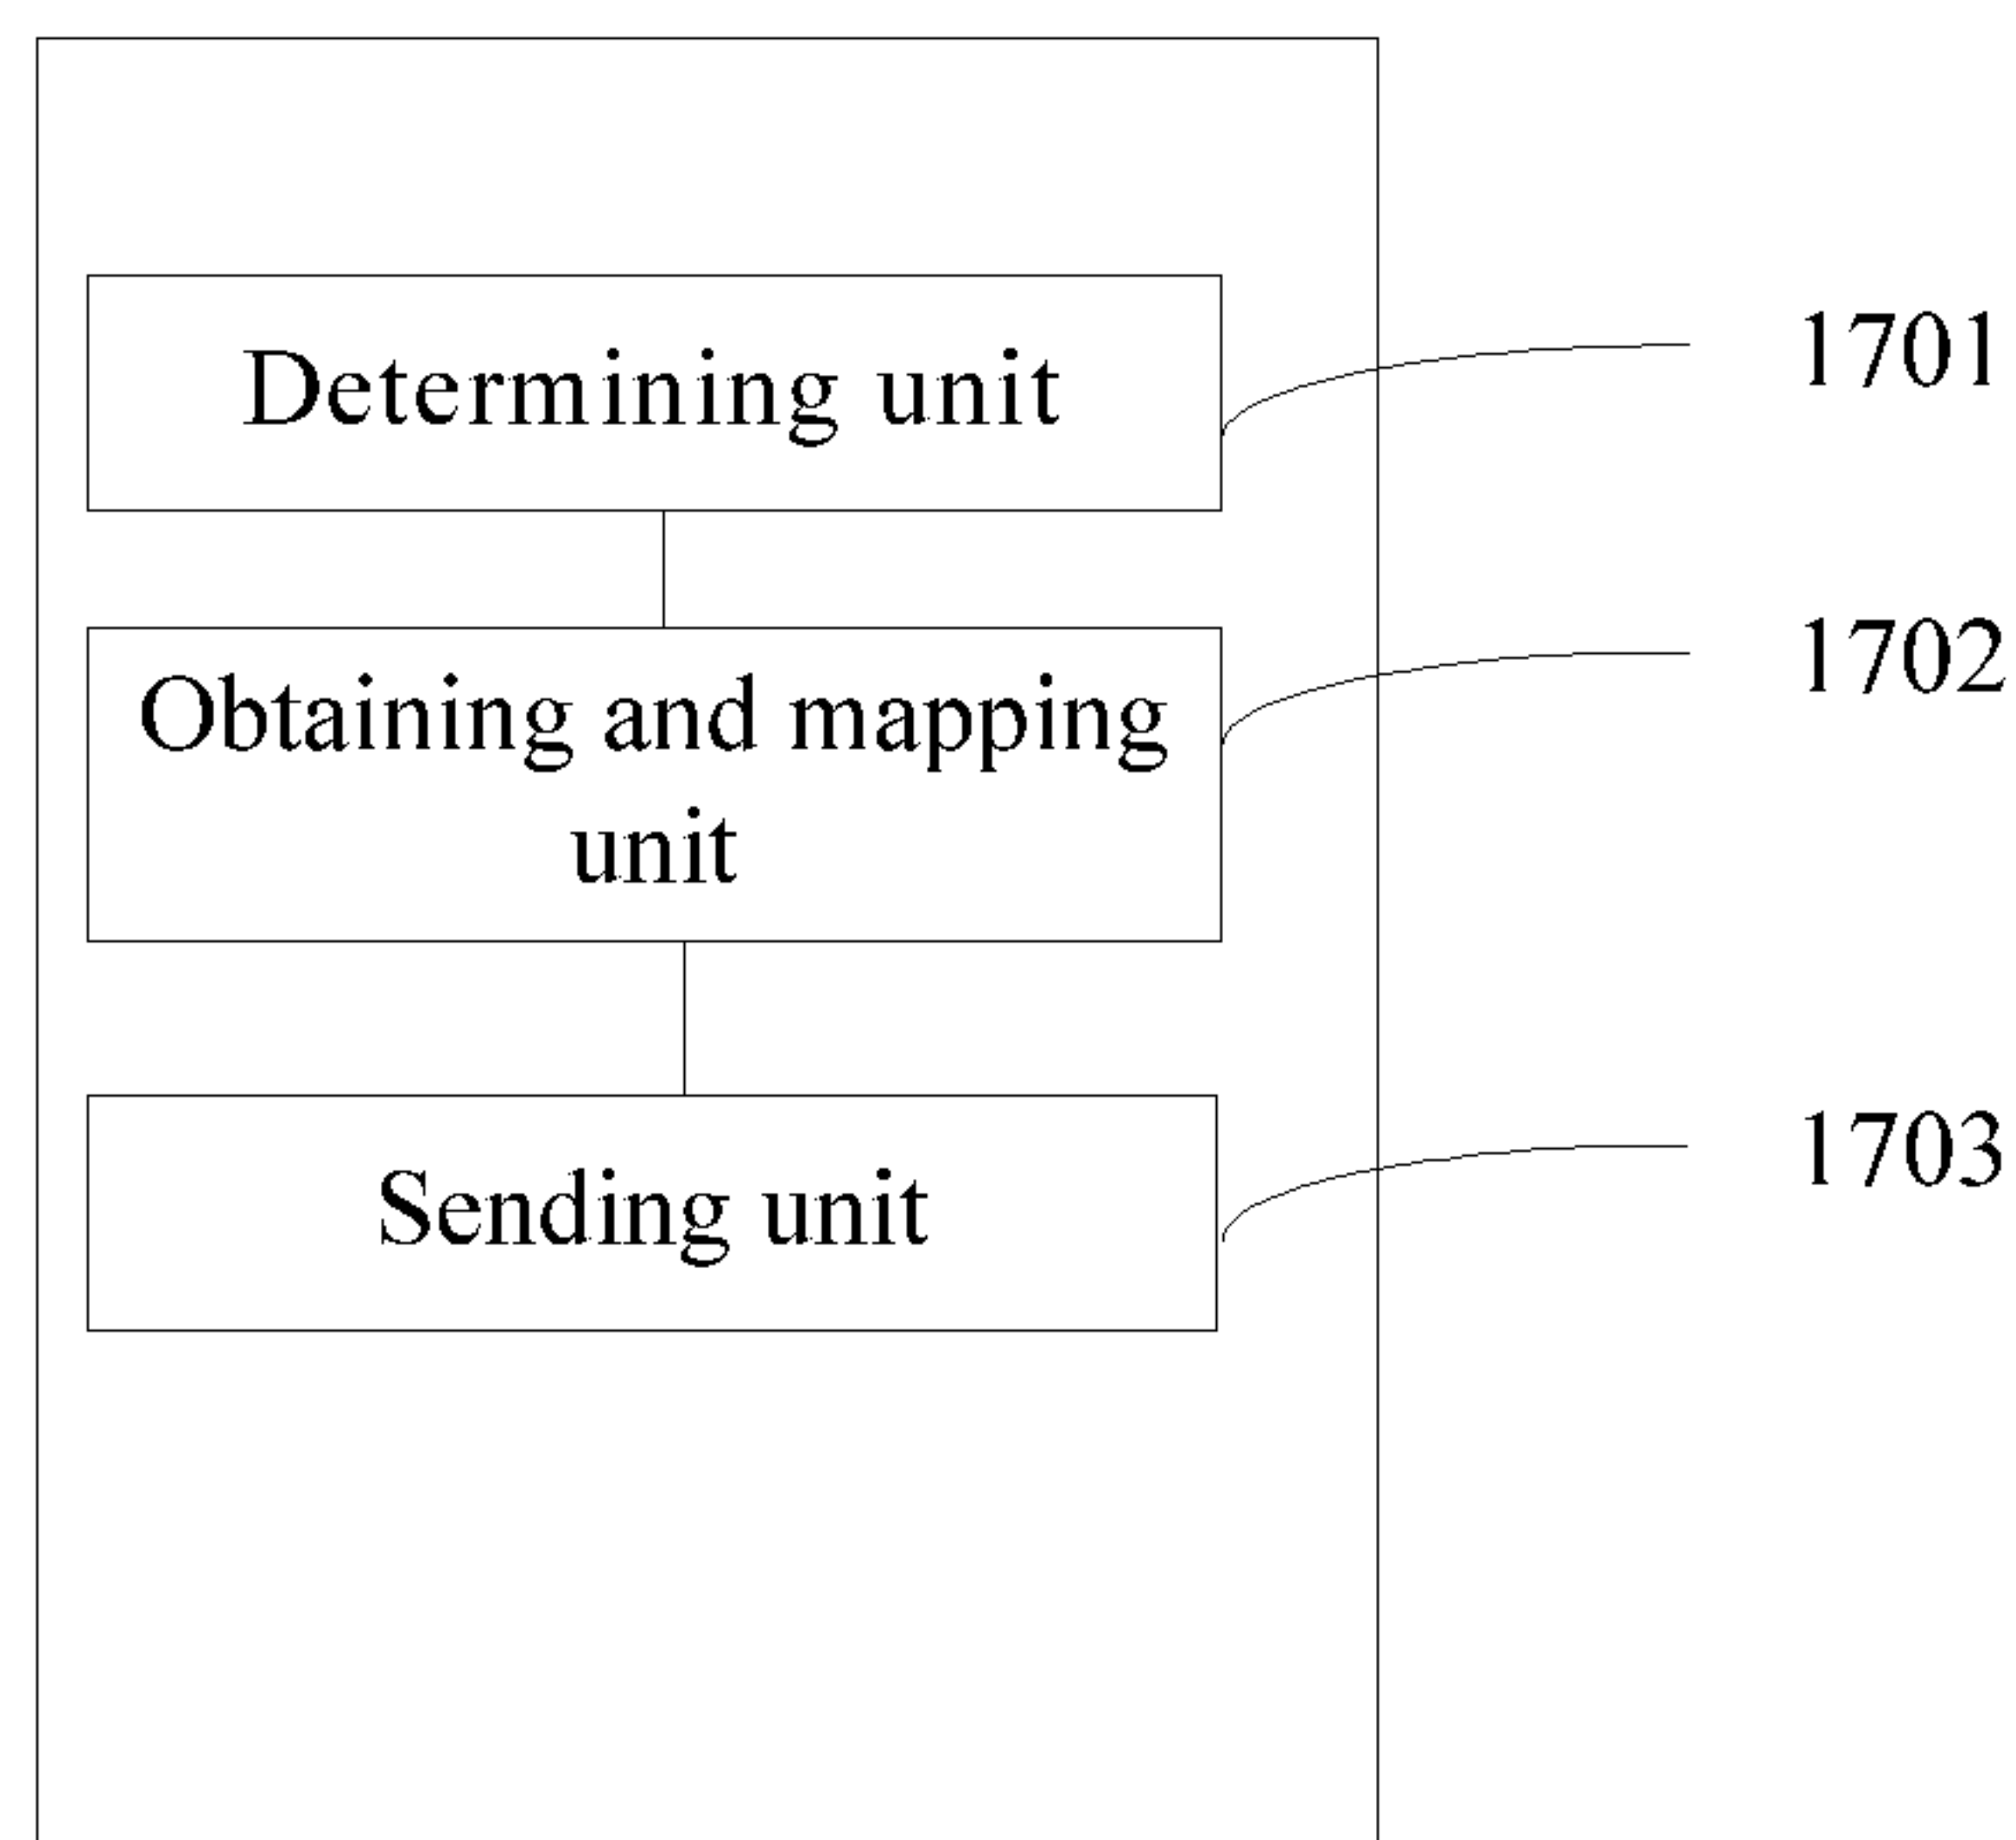 Determining unit
1701
Obtaining and mapping
unit
1702
Sending unit
1703